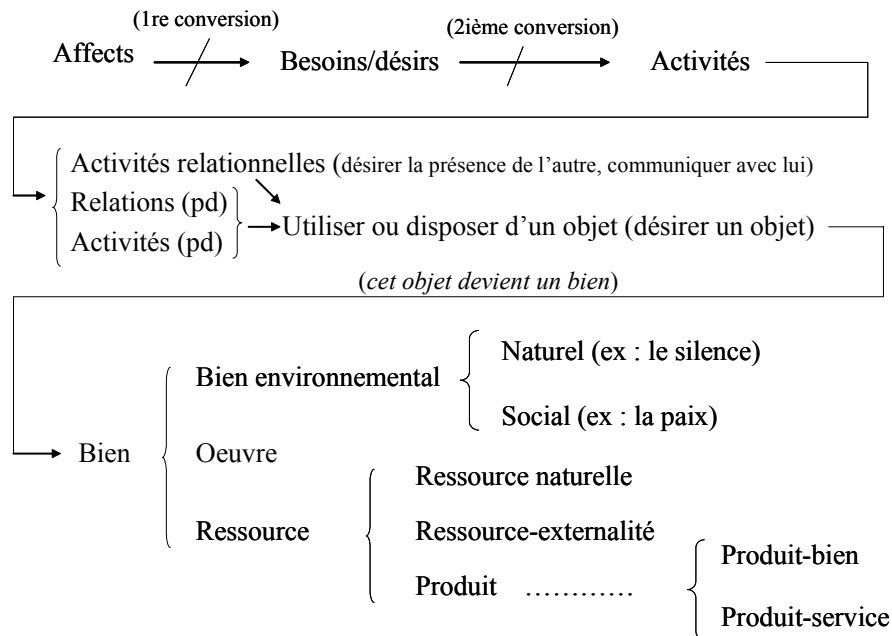 (1re conversion) (2ième conversion)
Affects Besoins/désirs Activités
Activités relationnelles (désirer la présence de l'autre, communiquer avec lui)
Relations (pd)
Utiliser ou disposer d'un objet (désirer un objet)
Activités (pd)
(cet objet devient un bien)
Naturel (ex : le silence)
Bien environnemental
Social (ex : la paix)
Bien Oeuvre
Ressource naturelle
Ressource Ressource-externalité
Produit-bien
Produit …………
Produit-service